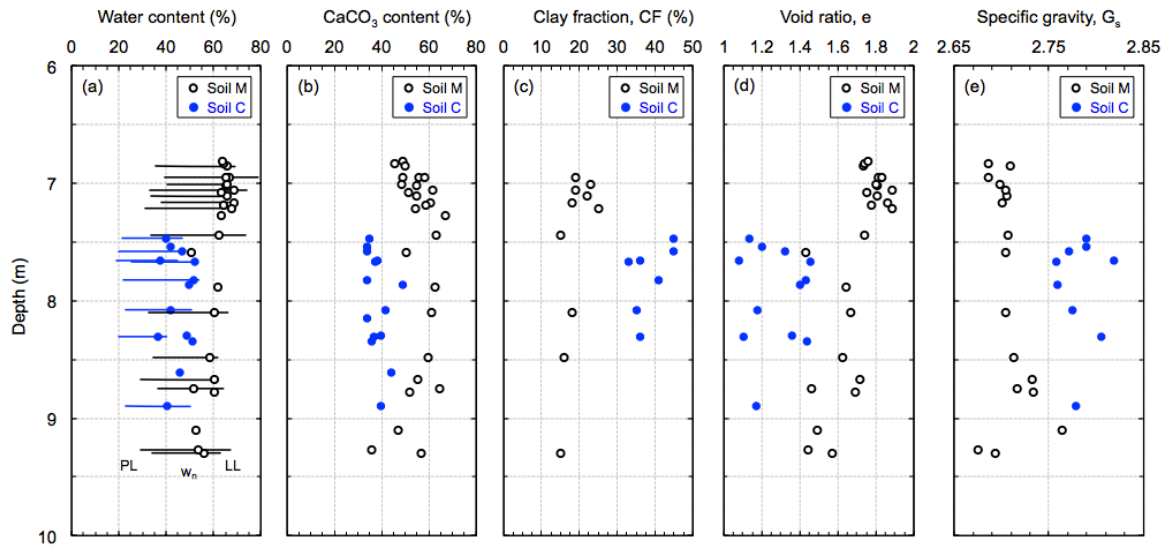 Water content (%)
CaCO₃ content (%)
Clay fraction, CF (%)
Void ratio, e
Specific gravity, Gₛ
0 20 40 60 80
0 20 40 60 80
0 10 20 30 40 50
1 1.2 1.4 1.6 1.8 2
2.65 2.75 2.85
6
7
8
9
10
Depth (m)
(a)
Soil M
Soil C
PL
wₙ
LL
(b)
Soil M
Soil C
(c)
Soil M
Soil C
(d)
Soil M
Soil C
(e)
Soil M
Soil C